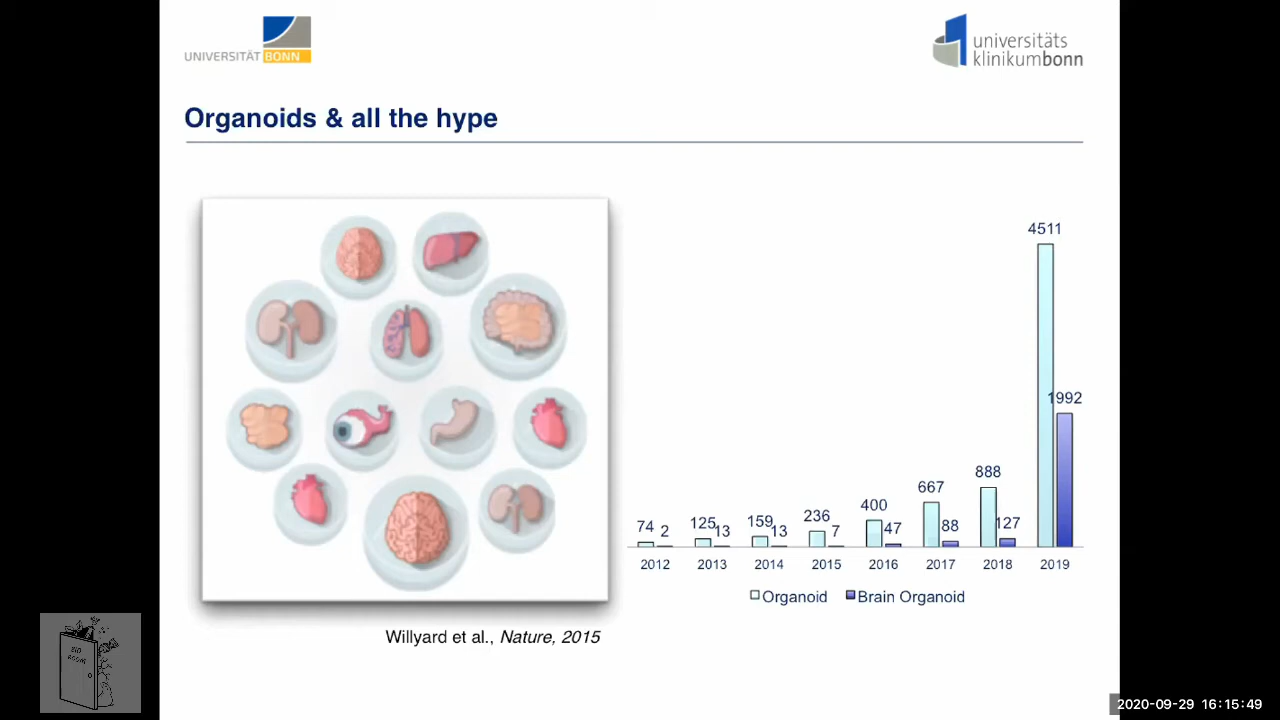 UNIVERSITÄT BONN
universitäts
klinikumbonn
Organoids & all the hype
4511
1992
888
667
400
127
236
159
125
88
74
47
13
13
7
2
2012 2013 2014 2015 2016 2017 2018 2019
Organoid Brain Organoid
Willyard et al., Nature, 2015
2020-09-29 16:15:49